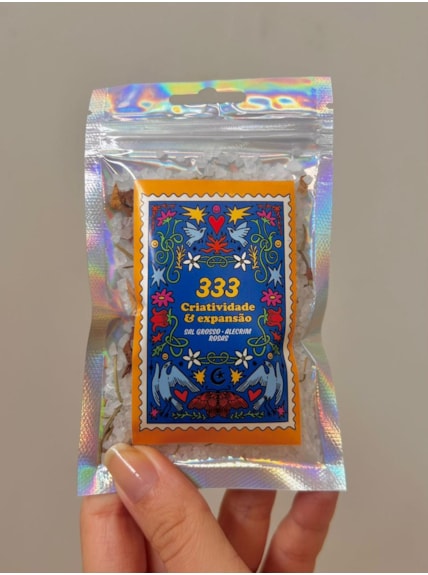 333
Criatividade
& expansão
SAL GROSSO - ALECRIM
ROSAS